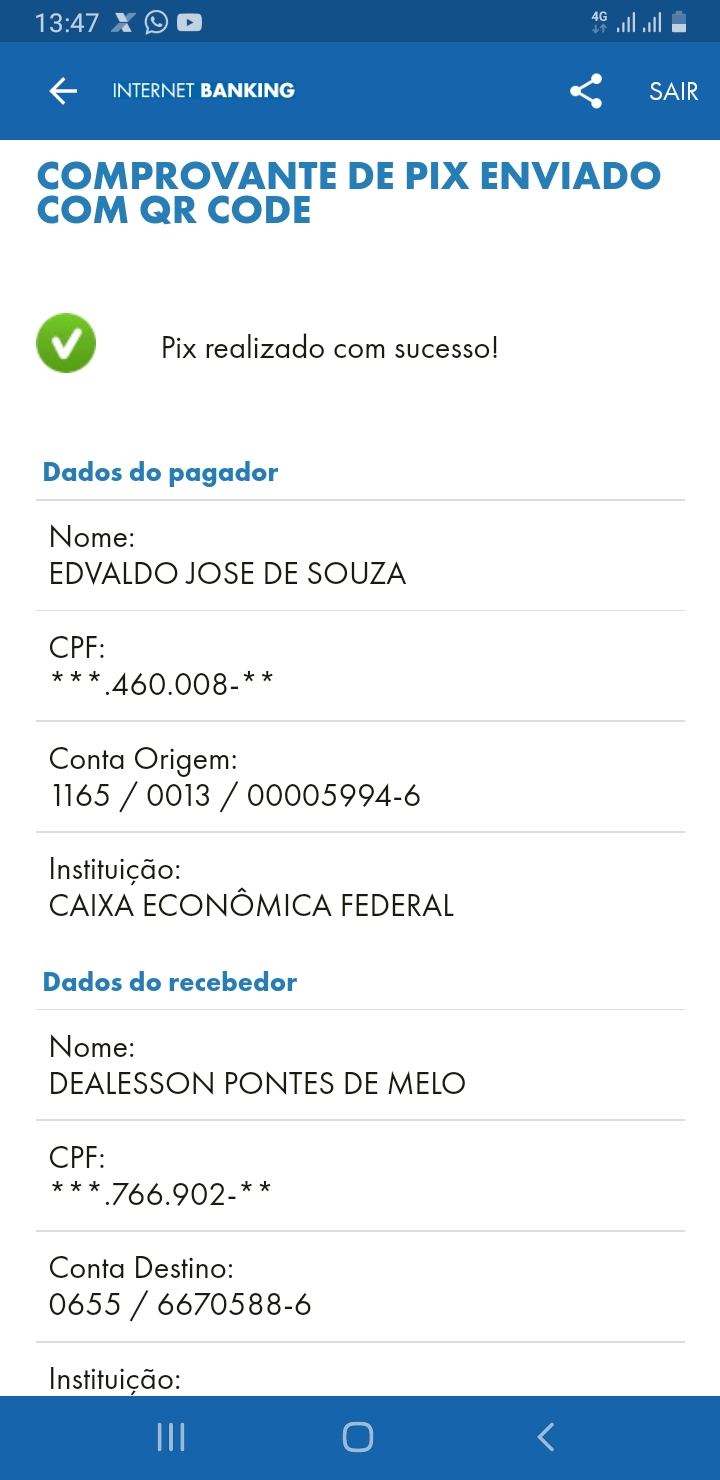 13:47
4G
INTERNET BANKING
SAIR
COMPROVANTE DE PIX ENVIADO
COM QR CODE
Pix realizado com sucesso!
Dados do pagador
Nome:
EDVALDO JOSE DE SOUZA
CPF:
***.460.008-**
Conta Origem:
1165 / 0013 / 00005994-6
Instituição:
CAIXA ECONÔMICA FEDERAL
Dados do recebedor
Nome:
DEALESSON PONTES DE MELO
CPF:
***.766.902-**
Conta Destino:
0655 / 6670588-6
Instituição: